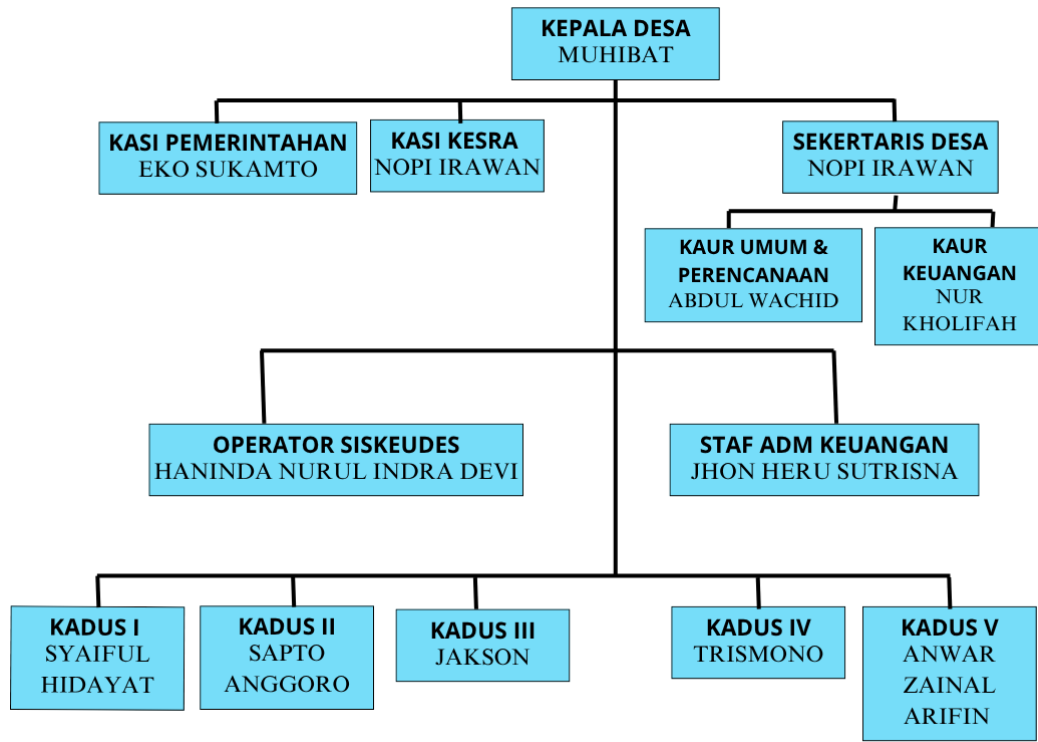 KEPALA DESA
MUHIBAT
KASI PEMERINTAHAN
EKO SUKAMTO
KASI KESRA
NOPI IRAWAN
SEKERTARIS DESA
NOPI IRAWAN
KAUR UMUM &
PERENCANAAN
ABDUL WACHID
KAUR
KEUANGAN
NUR
KHOLIFAH
OPERATOR SISKEUDES
HANINDA NURUL INDRA DEVI
STAF ADM KEUANGAN
JHON HERU SUTRISNA
KADUS I
SYAIFUL
HIDAYAT
KADUS II
SAPTO
ANGGORO
KADUS III
JAKSON
KADUS IV
TRISMONO
KADUS V
ANWAR
ZAINAL
ARIFIN